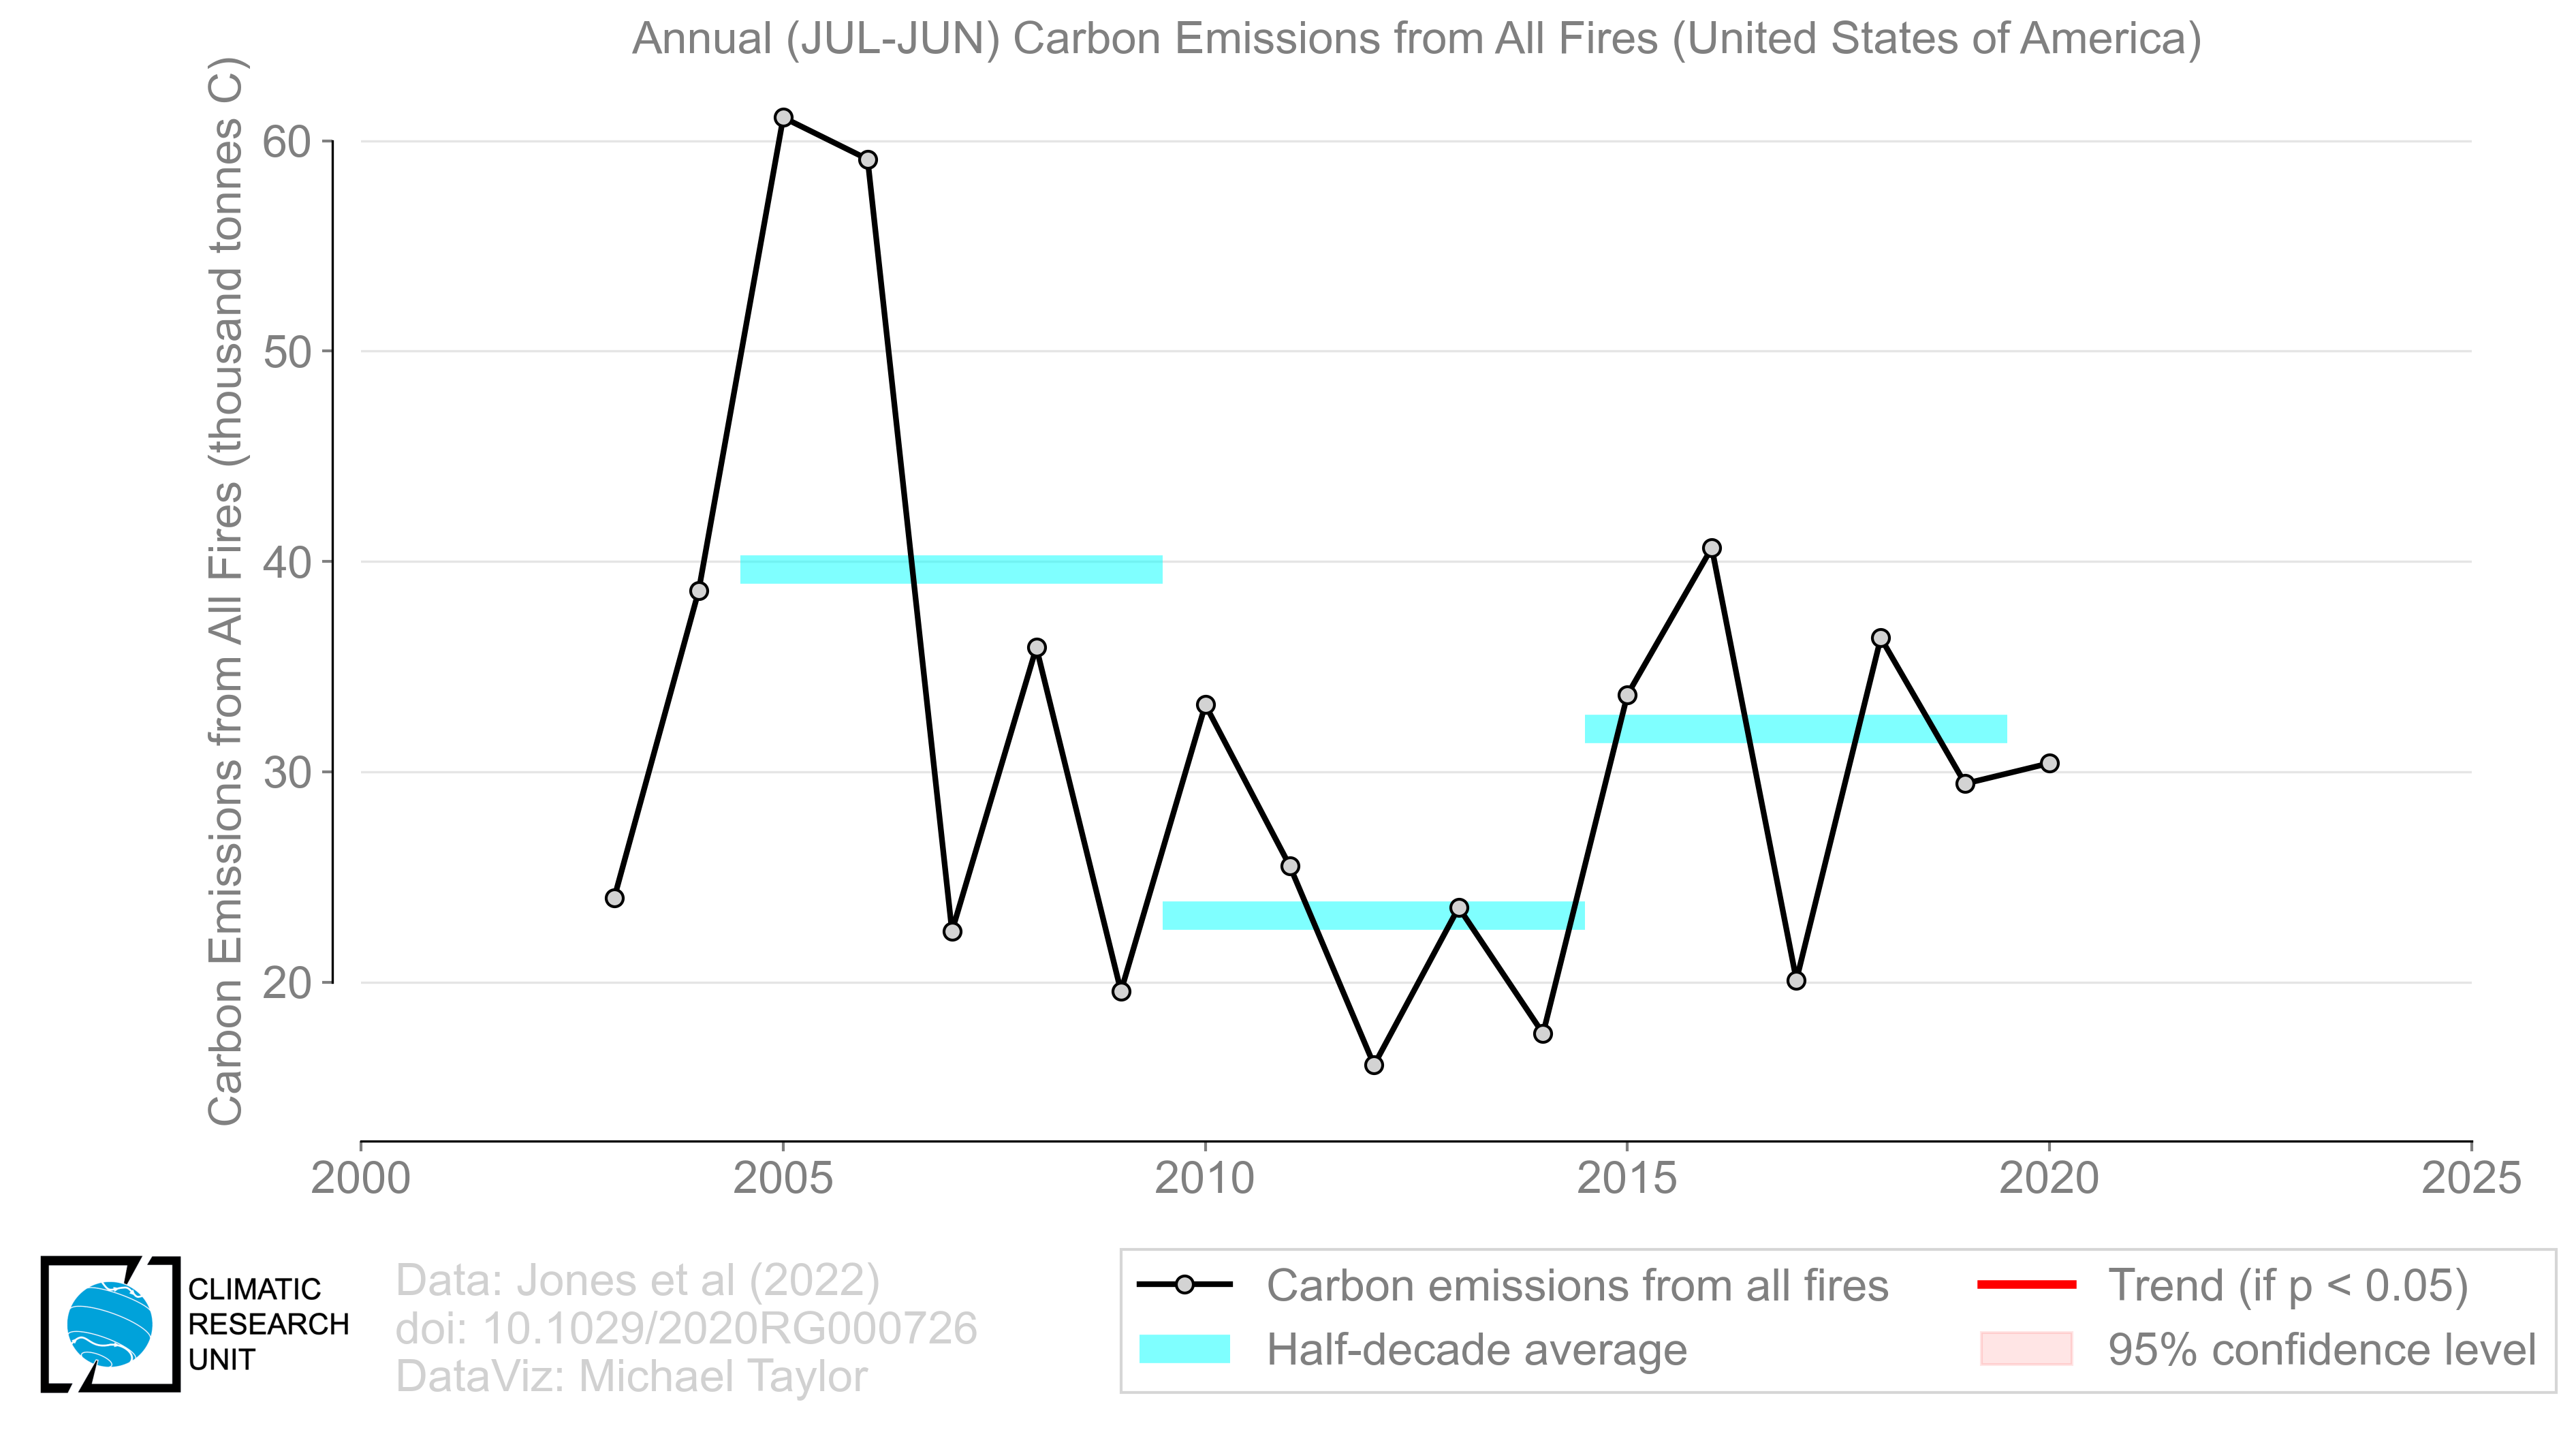 Annual (JUL-JUN) Carbon Emissions from All Fires (United States of America)
Carbon Emissions from All Fires (thousand tonnes C)
60
50
40
30
20
2000 2005 2010 2015 2020 2025
CLIMATIC
RESEARCH
UNIT
Data: Jones et al (2022)
doi: 10.1029/2020RG000726
DataViz: Michael Taylor
Carbon emissions from all fires
Half-decade average
Trend (if p < 0.05)
95% confidence level